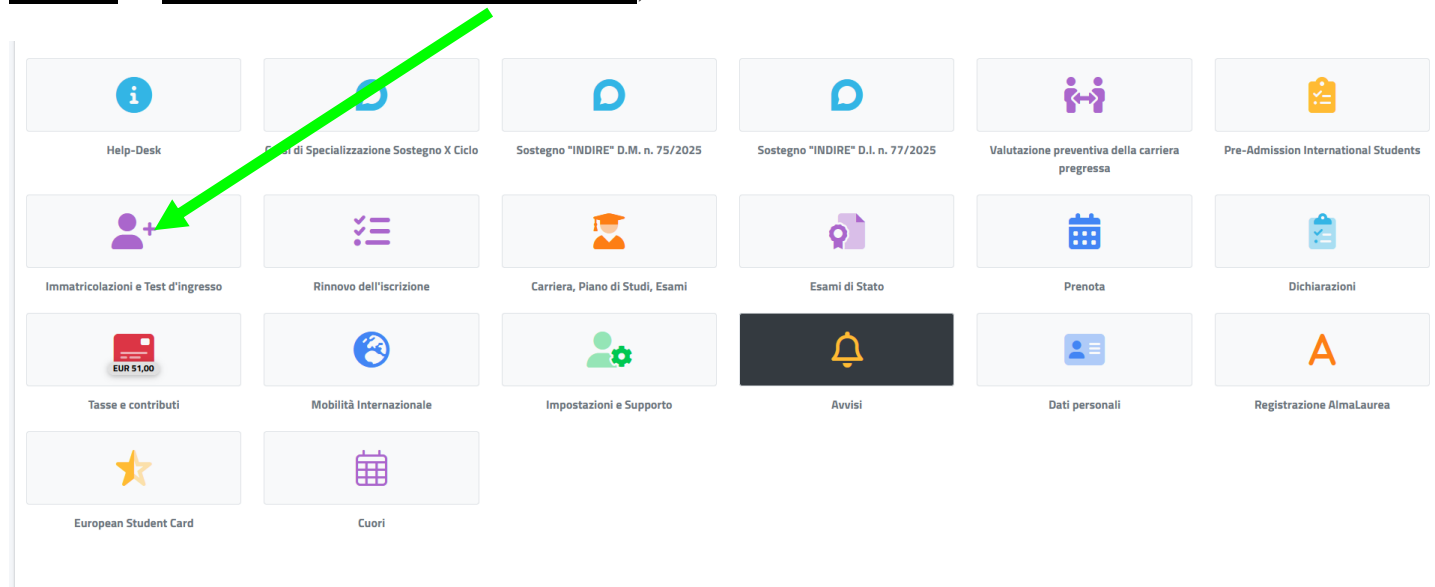 Help-Desk
di Specializzazione Sostegno X Ciclo
Sostegno "INDIRE" D.M. n. 75/2025
Sostegno "INDIRE" D.I. n. 77/2025
Valutazione preventiva della carriera
pregressa
Pre-Admission International Students
Immatricolazioni e Test d'ingresso
Rinnovo dell'iscrizione
Carriera, Piano di Studi, Esami
Esami di Stato
Prenota
Dichiarazioni
EUR 51,00
Tasse e contributi
Mobilità Internazionale
Impostazioni e Supporto
Avvisi
Dati personali
A
Registrazione AlmaLaurea
European Student Card
Cuori